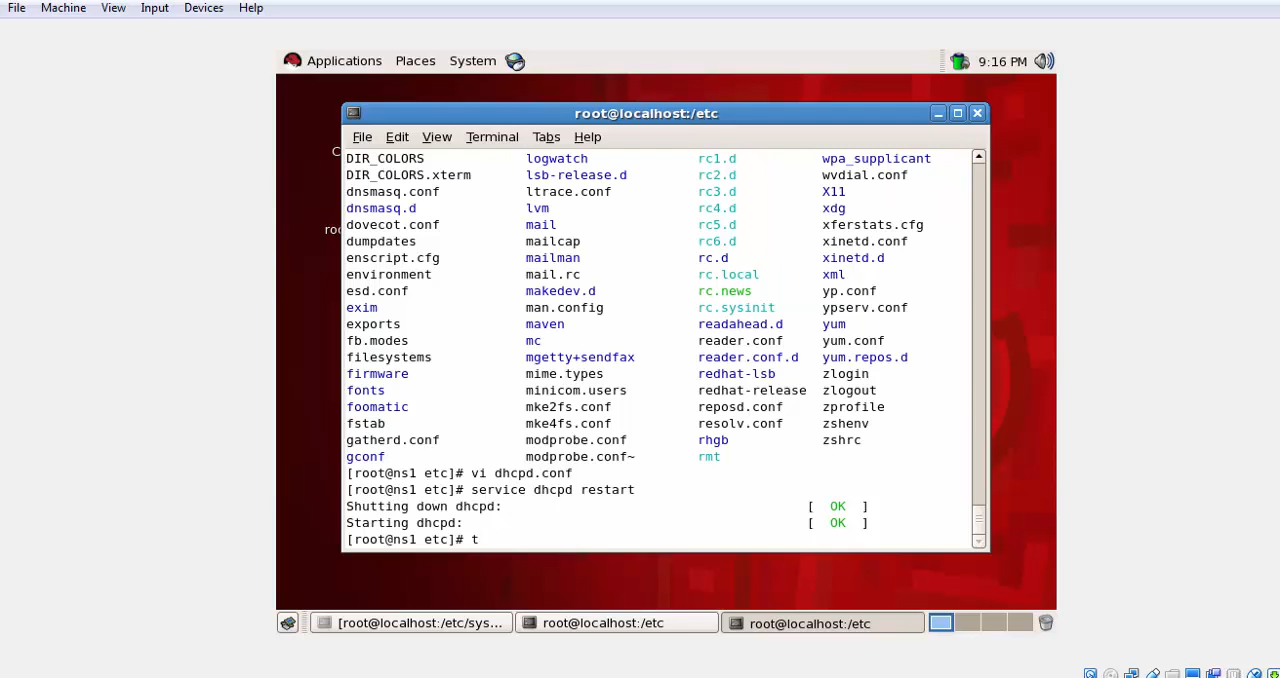 File Machine View Input Devices Help
Applications Places System 9:16 PM
root@localhost:/etc
File Edit View Terminal Tabs Help
DIR_COLORS logwatch rc1.d wpa_supplicant
DIR_COLORS.xterm lsb-release.d rc2.d wvdial.conf
dnsmasq.conf ltrace.conf rc3.d X11
dnsmasq.d lvm rc4.d xdg
dovecot.conf mail rc5.d xferstats.cfg
dumpdates mailcap rc6.d xinetd.conf
enscript.cfg mailman rc.d xinetd.d
environment mail.rc rc.local xml
esd.conf makedev.d rc.news yp.conf
exim man.config rc.sysinit ypserv.conf
exports maven readahead.d yum
fb.modes mc reader.conf yum.conf
filesystems mgetty+sendfax reader.conf.d yum.repos.d
firmware mime.types redhat-lsb zlogin
fonts minicom.users redhat-release zlogout
foomatic mke2fs.conf reposd.conf zprofile
fstab mke4fs.conf resolv.conf zshenv
gatherd.conf modprobe.conf rhgb zshrc
gconf modprobe.conf~ rmt
[root@ns1 etc]# vi dhcpd.conf
[root@ns1 etc]# service dhcpd restart
Shutting down dhcpd: [ OK ]
Starting dhcpd: [ OK ]
[root@ns1 etc]# t
[root@localhost:/etc/sys... root@localhost:/etc root@localhost:/etc